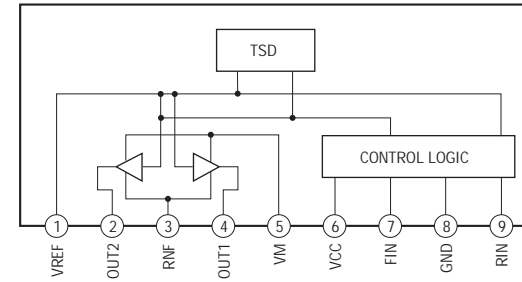 TSD
CONTROL LOGIC
1 2 3 4 5 6 7 8 9
VREF OUT2 RNF OUT1 VM VCC FIN GND RIN